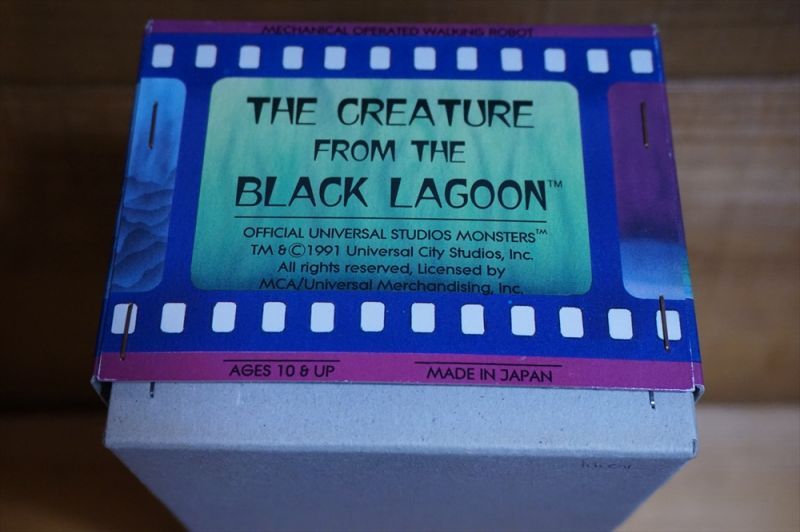 MECHANICAL OPERATED WALKING ROBOT
THE CREATURE
FROM THE
BLACK LAGOON™
OFFICIAL UNIVERSAL STUDIOS MONSTERS™
TM & ©1991 Universal City Studios, Inc.
All rights reserved, Licensed by
MCA/Universal Merchandising, Inc.
AGES 10 & UP
MADE IN JAPAN